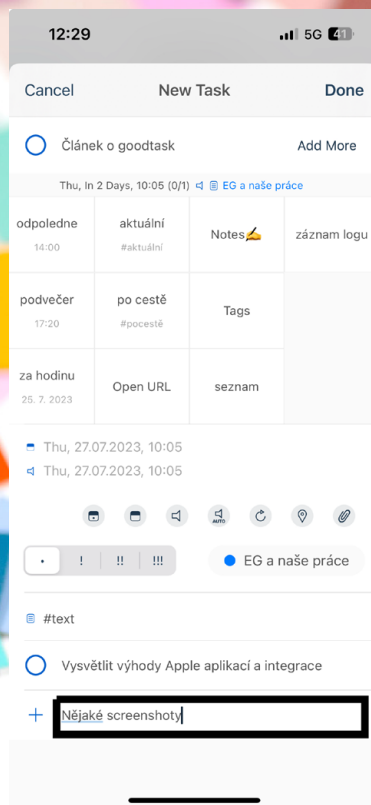 12:29
5G 41
Cancel New Task Done
Článek o goodtask Add More
Thu, In 2 Days, 10:05 (0/1) EG a naše práce
odpoledne aktuální Notes✍️ záznam logu
14:00 #aktuální
podvečer po cestě Tags
17:20 #pocestě
za hodinu Open URL seznam
25. 7. 2023
Thu, 27.07.2023, 10:05
Thu, 27.07.2023, 10:05
AUTO
· ! !! !!! EG a naše práce
#text
Vysvětlit výhody Apple aplikací a integrace
+ Nějaké screenshoty